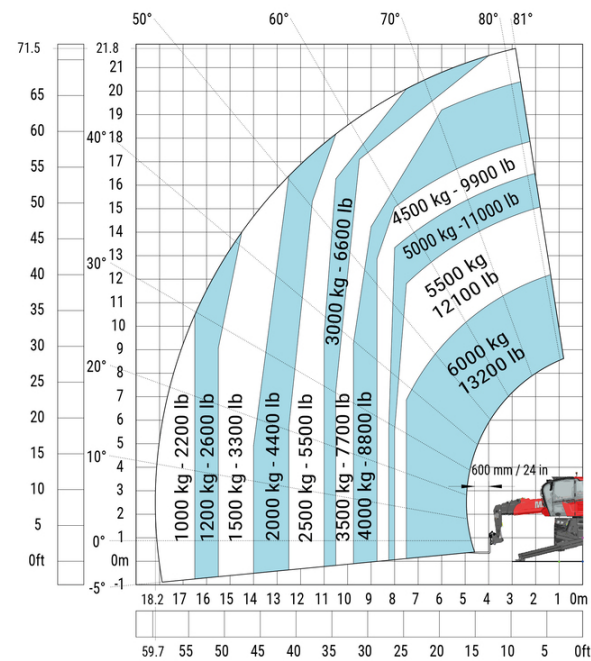 50° 60° 70° 80° 81°
71.5 21.8
21
65 20
19
60 40° 18
17
55 16
50 15
14
45 13
30° 12
40 11
35 10
9
30 8
25 20° 7
6
20 5
15 10° 4
3
10 2
5 0° 1
0ft 0m
-5° -1
4500 kg - 9900 lb
5000 kg -11000 lb
5500 kg
12100 lb
6000 kg
13200 lb
600 mm / 24 in
1000 kg - 2200 lb
1200 kg - 2600 lb
1500 kg - 3300 lb
2000 kg - 4400 lb
2500 kg - 5500 lb
3000 kg - 6600 lb
3500 kg - 7700 lb
4000 kg - 8800 lb
18.2 17 16 15 14 13 12 11 10 9 8 7 6 5 4 3 2 1 0m
59.7 55 50 45 40 35 30 25 20 15 10 5 0ft